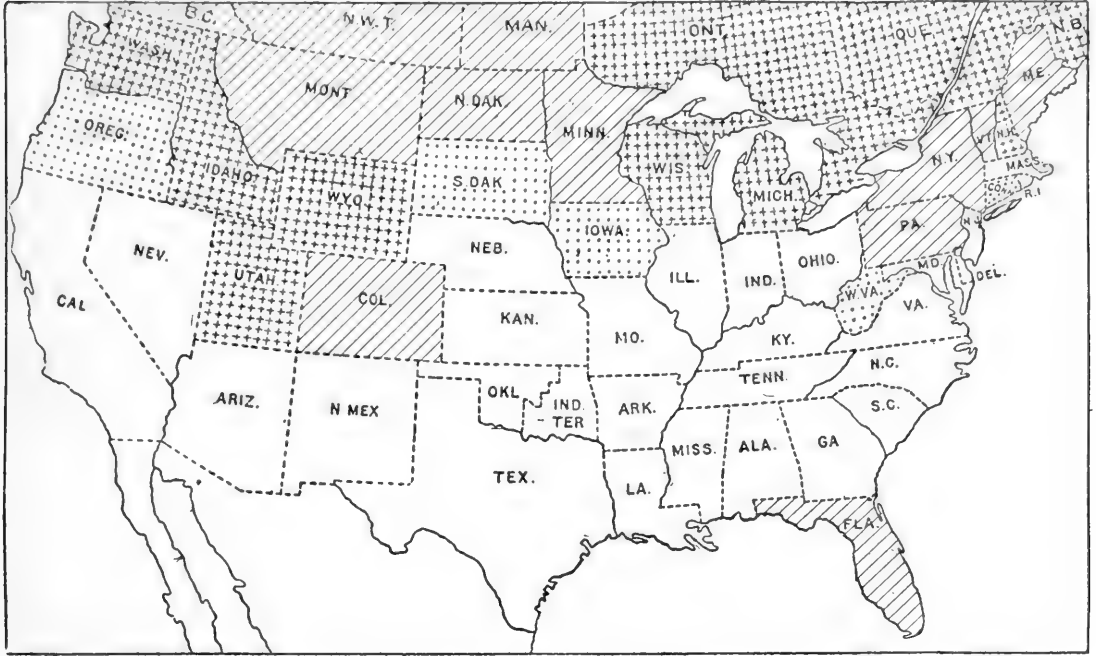 B.C.
N.W.T.
MAN.
ONT.
QUE.
N.B.
WASH.
MONT
N.DAK.
MINN.
ME.
OREG.
IDAHO
WYO.
S.DAK
WIS.
MICH.
N.Y.
VT.
N.H.
MASS.
CO.
R.I
IOWA
PA.
N.J.
NEV.
UTAH
NEB.
ILL.
IND.
OHIO.
MD.
DEL.
CAL
COL.
KAN.
MO.
W.VA.
VA.
KY.
ARIZ.
N MEX
OKL
IND.
TER
ARK.
TENN.
N.C.
S.C.
TEX.
LA.
MISS.
ALA.
GA
FLA.